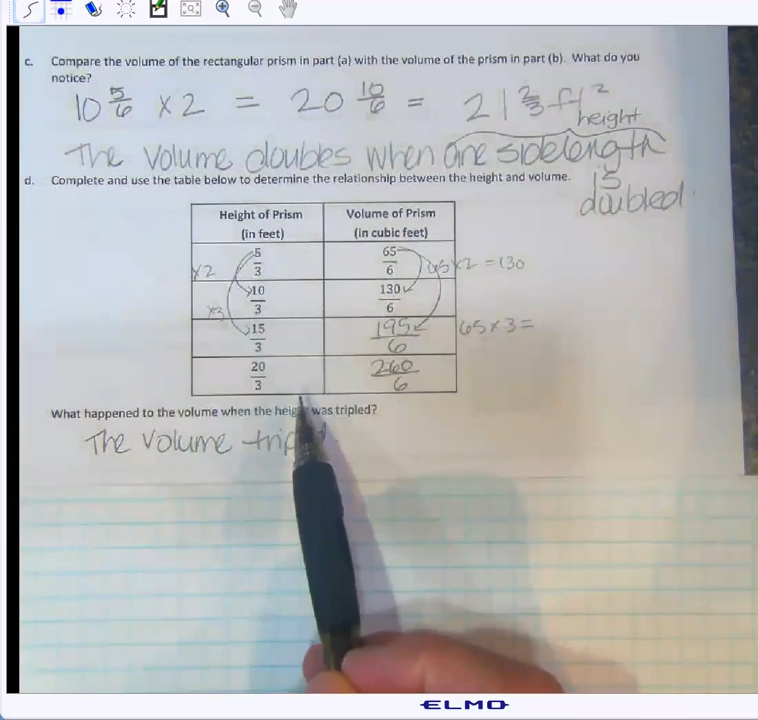 c. Compare the volume of the rectangular prism in part (a) with the volume of the prism in part (b). What do you
notice?
10 5/6 x 2 = 20 10/6 = 21 2/3 ft²
height
The volume doubles when one sidelength
is
doubled.
d. Complete and use the table below to determine the relationship between the height and volume.
Height of Prism Volume of Prism
(in feet) (in cubic feet)
5/3 65/6
x2 65x2 = 130
10/3 130/6
x3
15/3 195/6 65x3=
20/3 260/6
What happened to the volume when the height was tripled?
The volume
ELMO